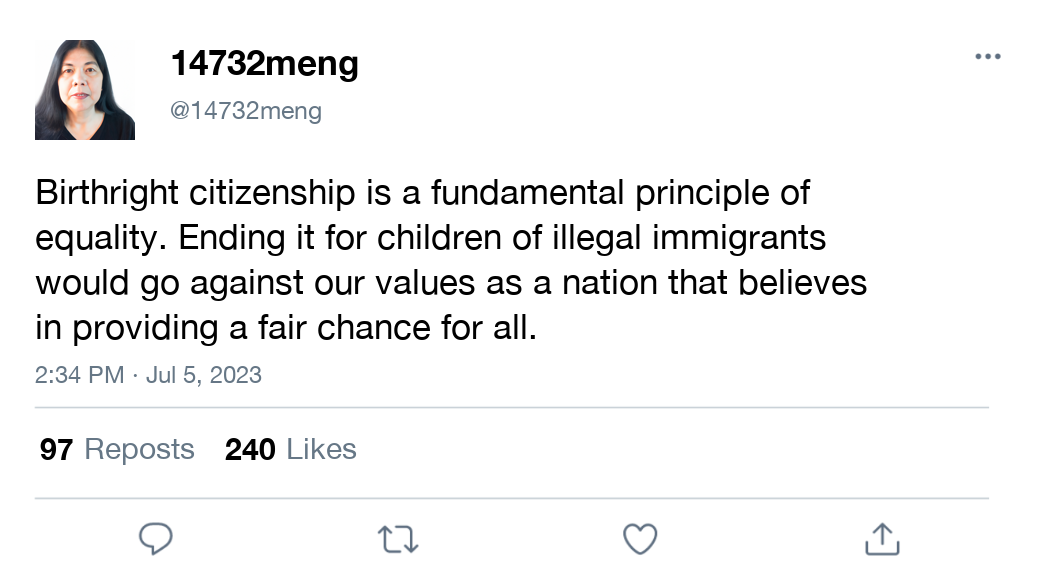 14732meng
@14732meng
Birthright citizenship is a fundamental principle of
equality. Ending it for children of illegal immigrants
would go against our values as a nation that believes
in providing a fair chance for all.
2:34 PM · Jul 5, 2023
97 Reposts 240 Likes